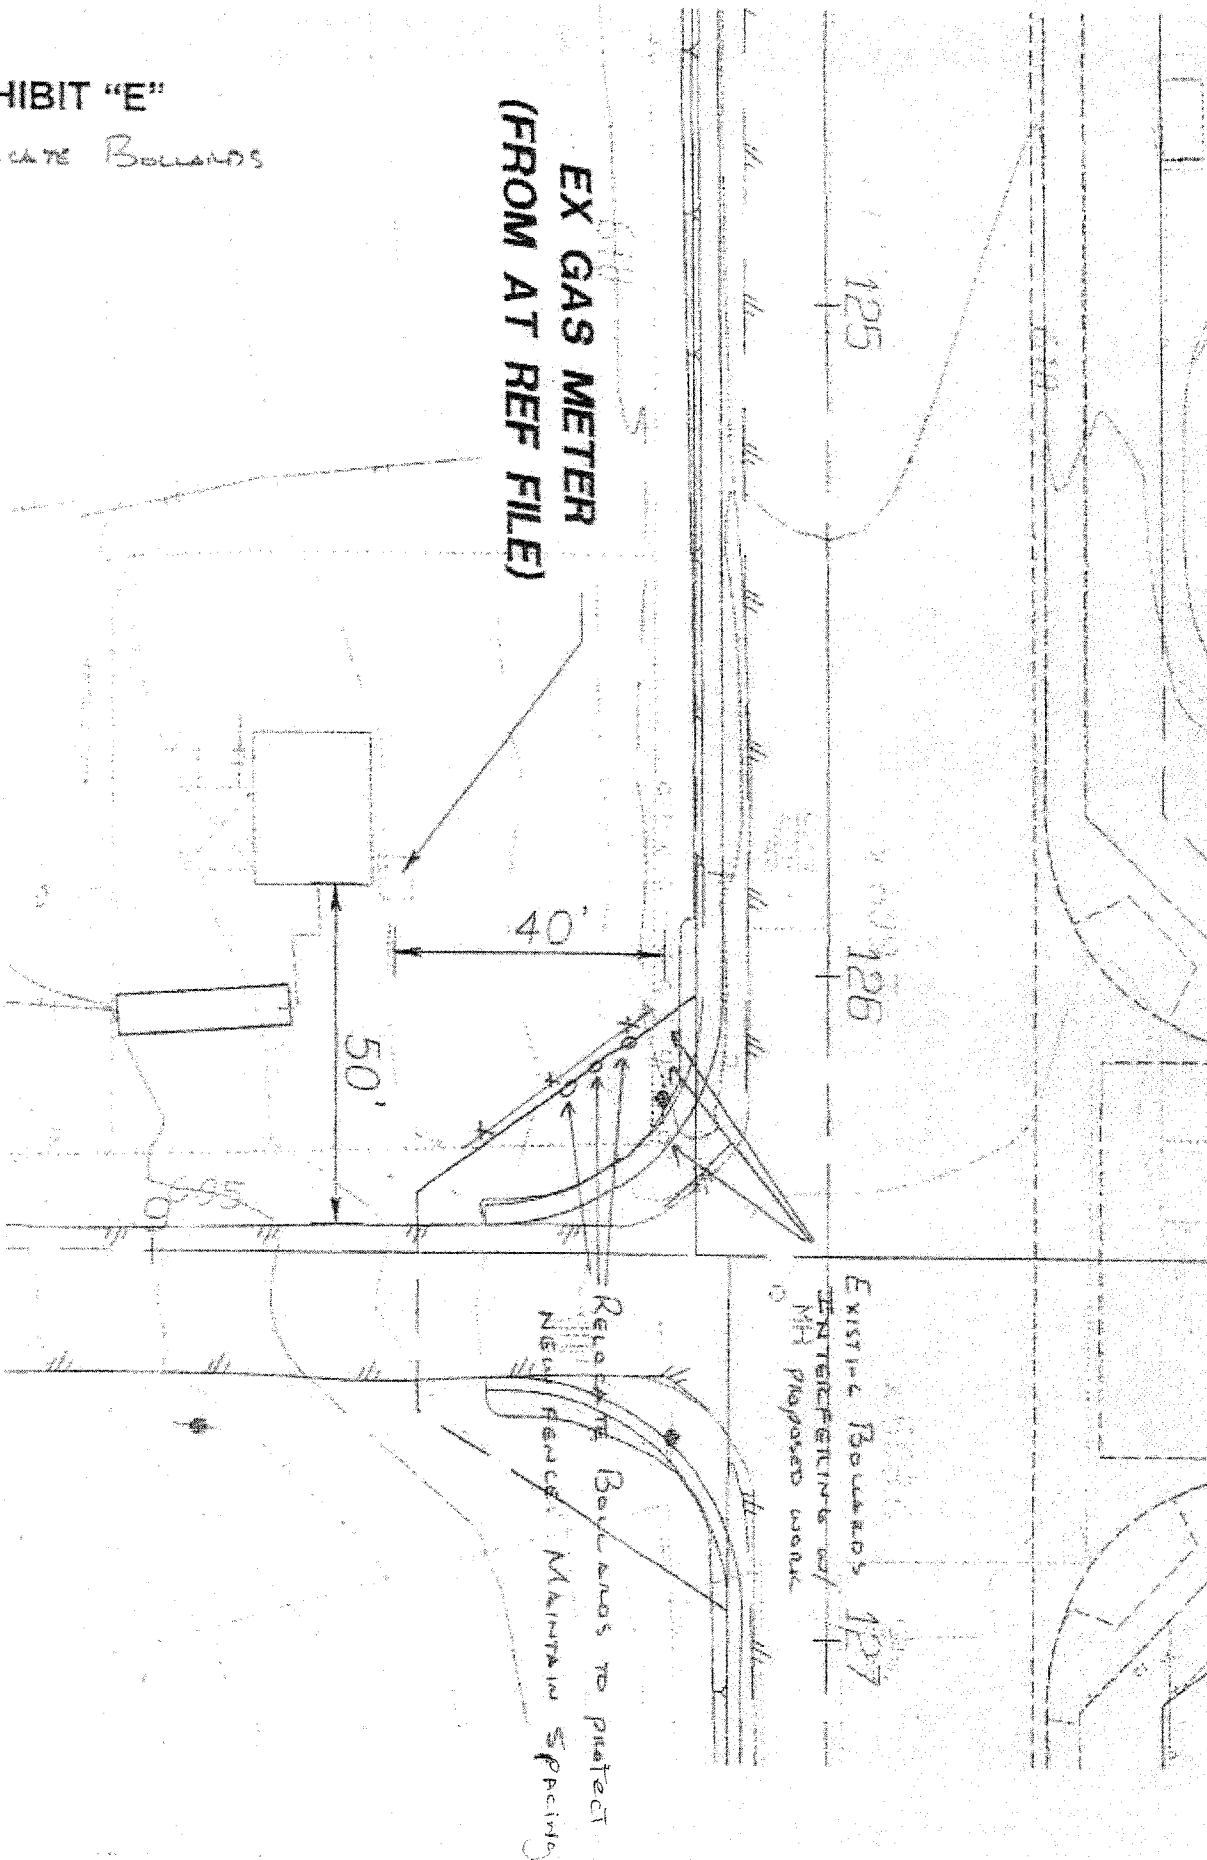 HIBIT “E”
CATE BOLLARDS
EX GAS METER
(FROM AT REF FILE)
125
126
127
40'
50'
695
EXISTING BOLLARDS
INTERFERING W/
PROPOSED WORK
RELOCATE BOLLARDS TO PROTECT
NEW FENCE. MAINTAIN SPACING